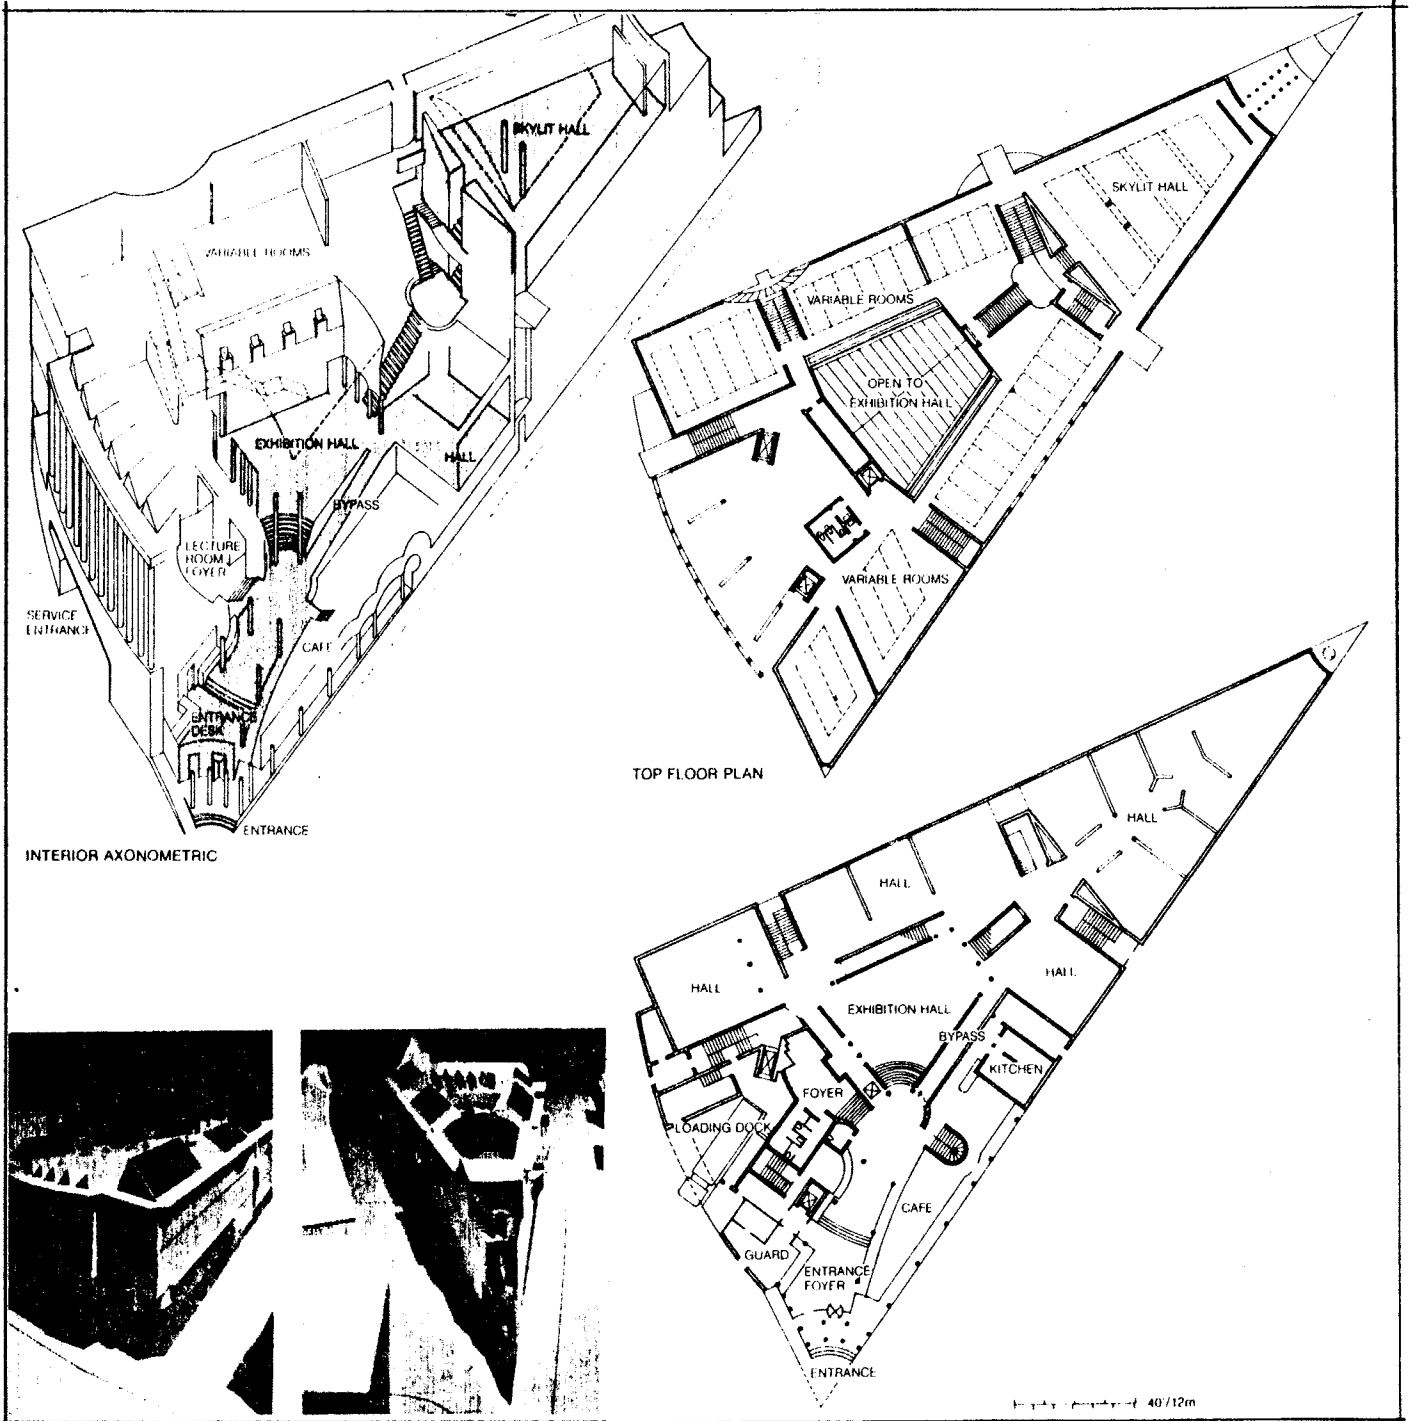 SKYLIT HALL
VARIABLE ROOMS
EXHIBITION HALL
HALL
BYPASS
LECTURE
ROOM
FOYER
SERVICE
ENTRANCE
CAFE
ENTRANCE
DESK
ENTRANCE
INTERIOR AXONOMETRIC
SKYLIT HALL
VARIABLE ROOMS
OPEN TO
EXHIBITION HALL
VARIABLE ROOMS
TOP FLOOR PLAN
HALL
HALL
HALL
HALL
EXHIBITION HALL
BYPASS
KITCHEN
FOYER
LOADING DOCK
CAFE
GUARD
ENTRANCE
FOYER
ENTRANCE
40'/12m